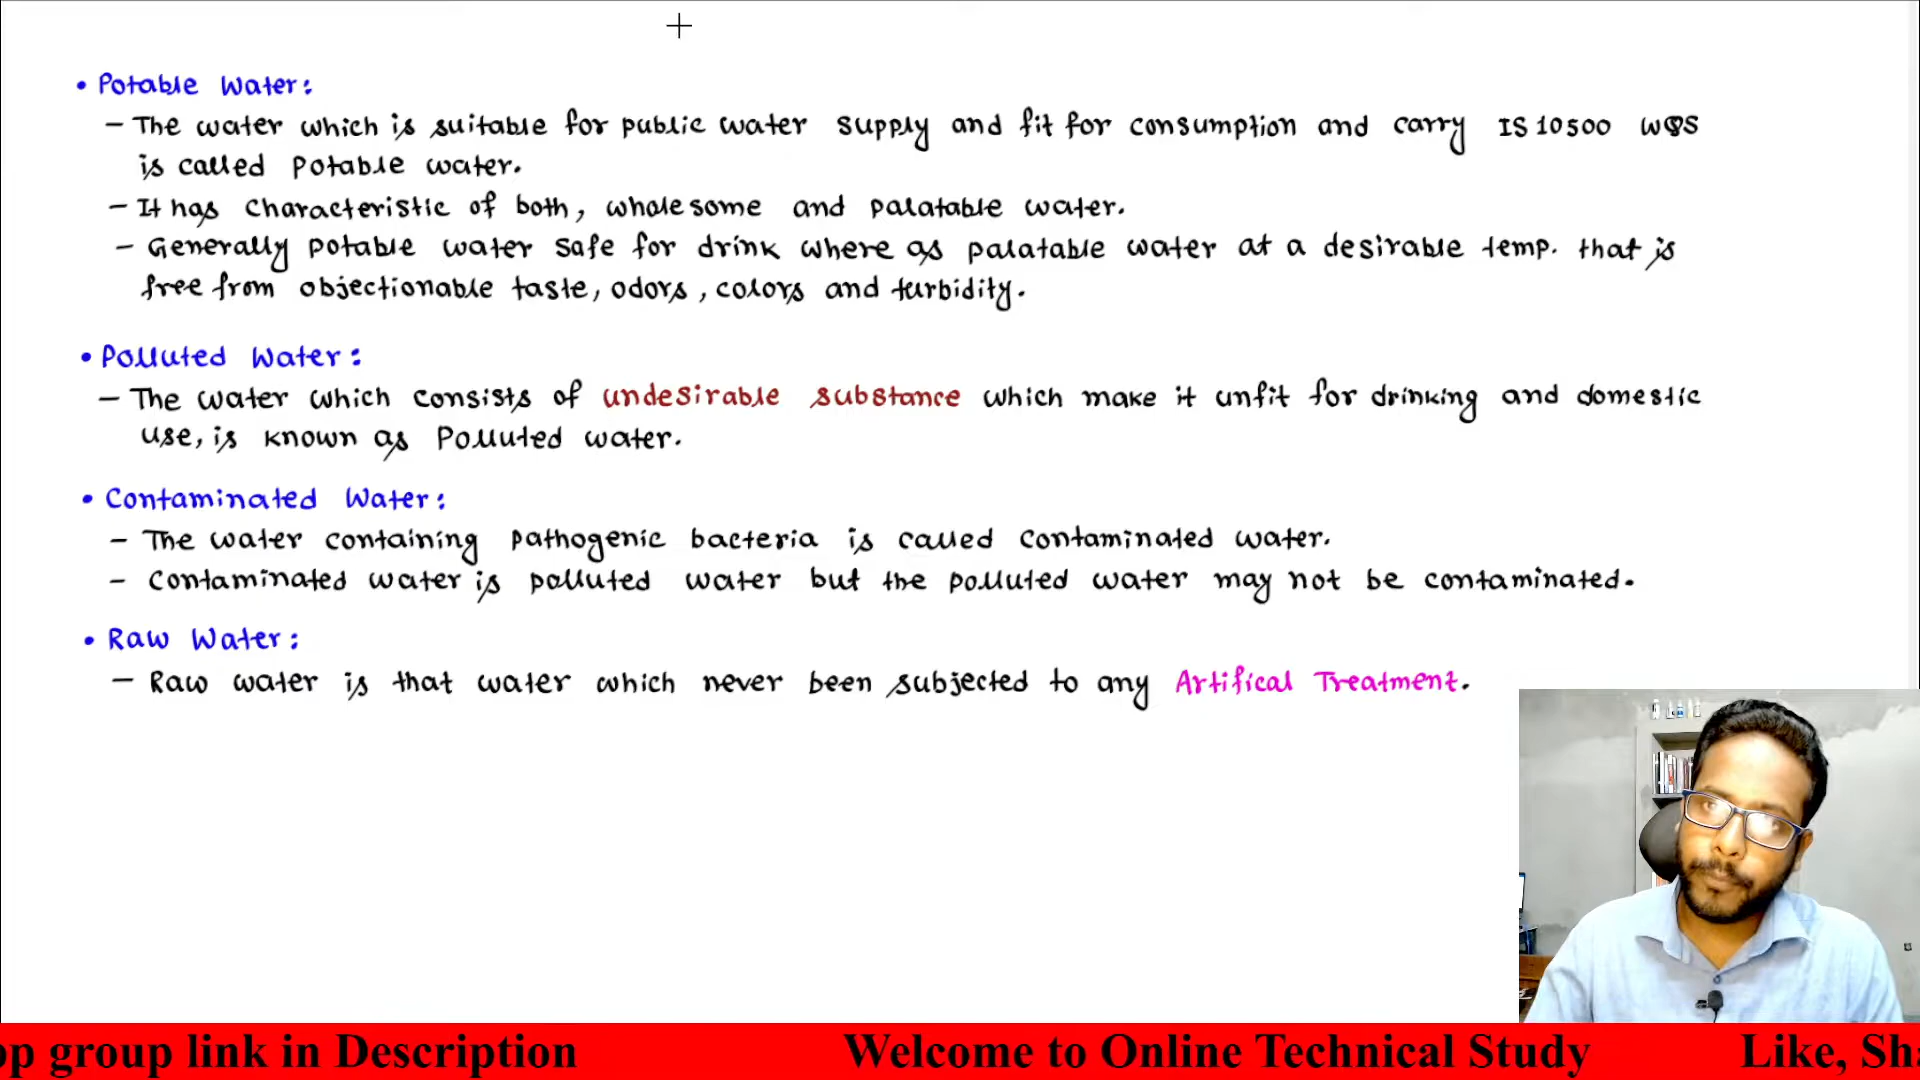 • Potable Water:
– The water which is suitable for public water supply and fit for consumption and carry IS 10500 WQS
is called Potable water.
– It has characteristic of both, wholesome and palatable water.
– Generally potable water safe for drink where as palatable water at a desirable temp. that is
free from objectionable taste, odors, colors and turbidity.
• Polluted Water:
– The water which consists of undesirable substance which make it unfit for drinking and domestic
use, is known as Polluted water.
• Contaminated Water:
– The water containing pathogenic bacteria is called contaminated water.
– Contaminated water is polluted water but the polluted water may not be contaminated.
• Raw Water:
– Raw water is that water which never been subjected to any Artifical Treatment.
pp group link in Description Welcome to Online Technical Study Like, Sha